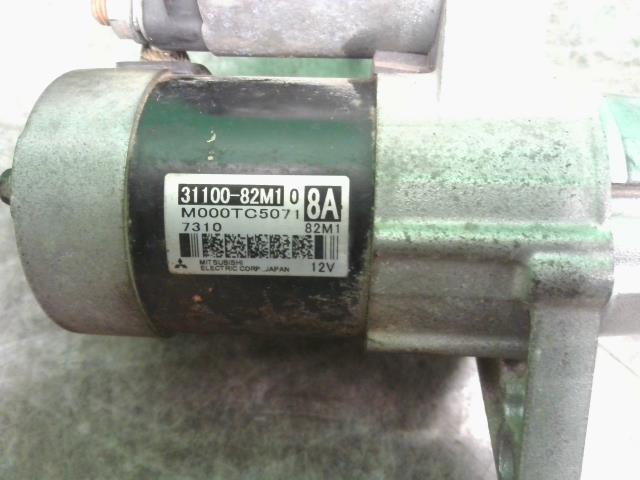 31100-82M1 0 8A
M000TC5071
7310 82M1
MITSUBISHI
ELECTRIC CORP. JAPAN 12V